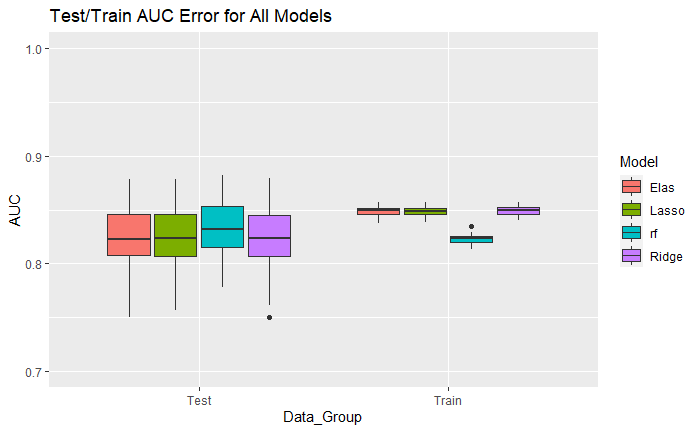 Test/Train AUC Error for All Models
1.0
0.9
0.8
0.7
AUC
Test
Train
Data_Group
Model
Elas
Lasso
rf
Ridge